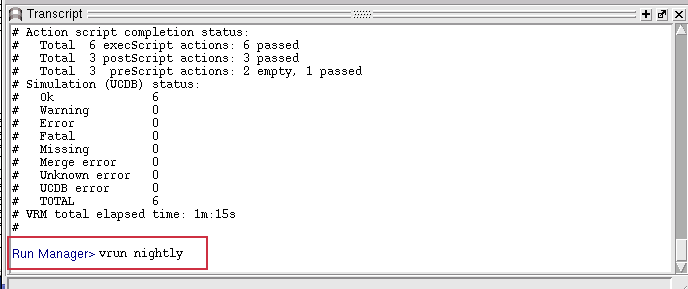 Transcript
# Action script completion status:
#   Total  6 execScript actions: 6 passed
#   Total  3 postScript actions: 3 passed
#   Total  3  preScript actions: 2 empty, 1 passed
# Simulation (UCDB) status:
#   Ok             6
#   Warning        0
#   Error          0
#   Fatal          0
#   Missing        0
#   Merge error    0
#   Unknown error  0
#   UCDB error     0
#   TOTAL          6
# VRM total elapsed time: 1m:15s
#
Run Manager> vrun nightly